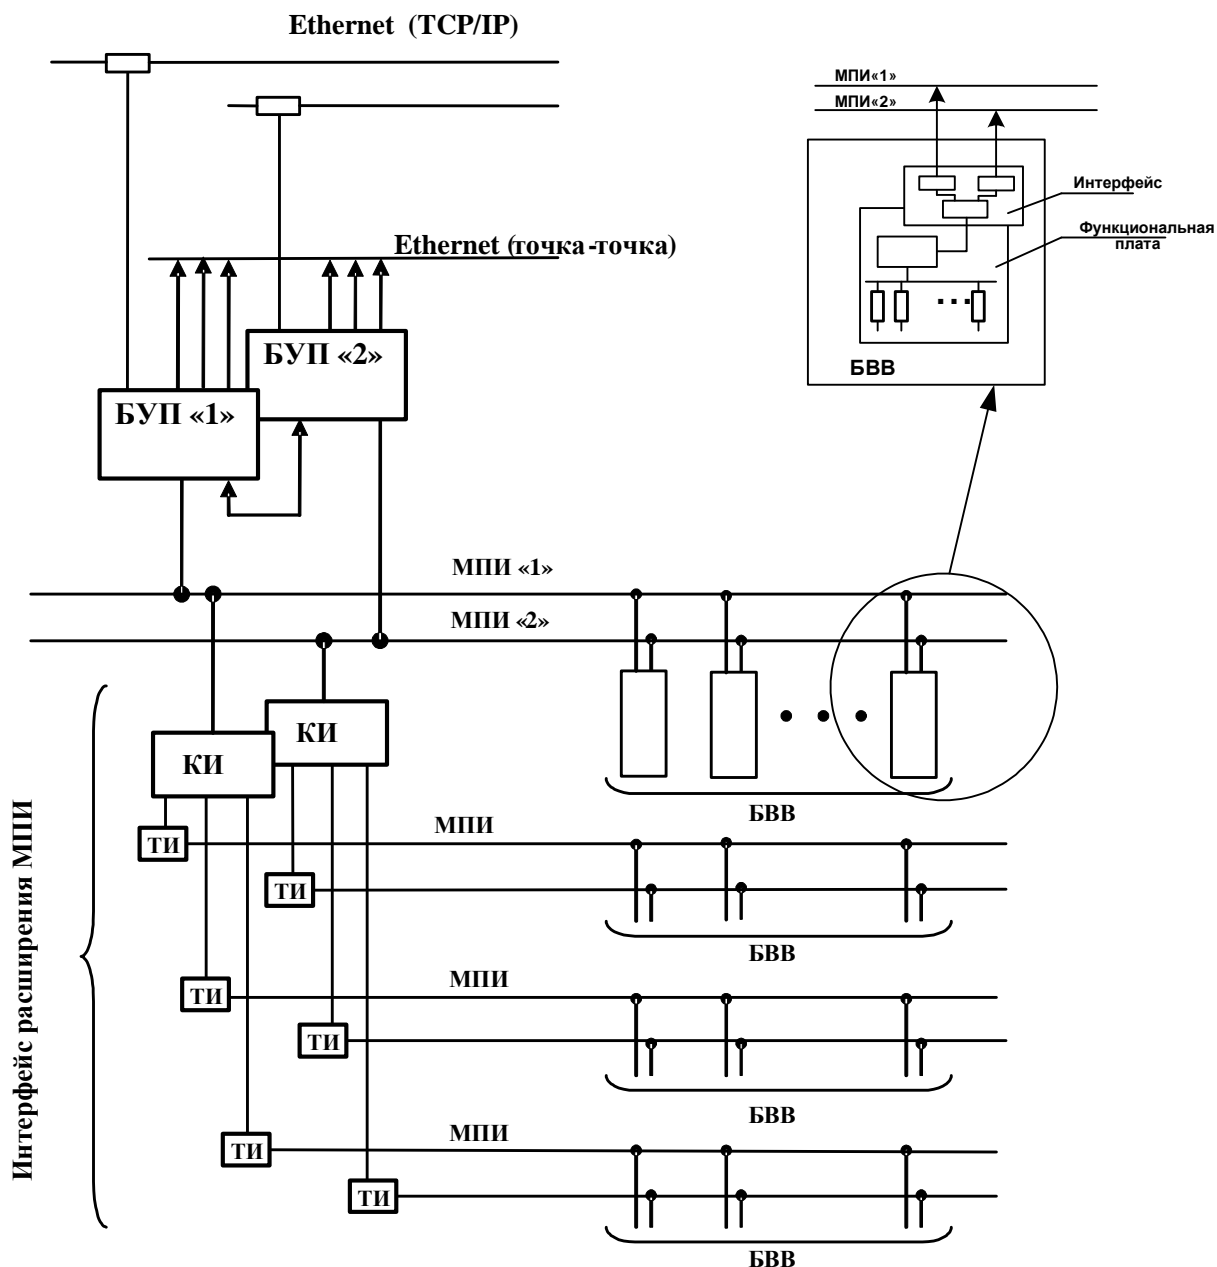 Ethernet (TCP/IP)
МПИ«1»
МПИ«2»
Интерфейс
Функциональная
плата
БВВ
Ethernet (точка-точка)
БУП «2»
БУП «1»
МПИ «1»
МПИ «2»
КИ
КИ
БВВ
Интерфейс расширения МПИ
ТИ
МПИ
ТИ
БВВ
ТИ
МПИ
ТИ
БВВ
ТИ
МПИ
ТИ
БВВ